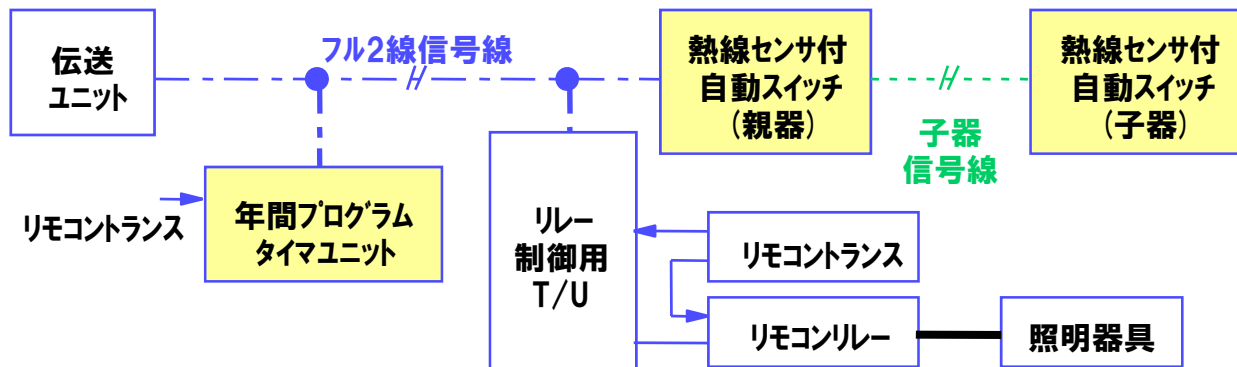 伝送
ユニット
フル2線信号線
熱線センサ付
自動スイッチ
(親器)
熱線センサ付
自動スイッチ
(子器)
子器
信号線
リモコントランス
年間プログラム
タイマユニット
リレー
制御用
T/U
リモコントランス
リモコンリレー
照明器具